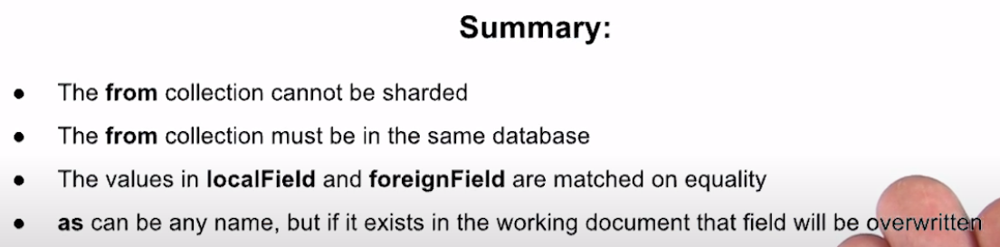 Summary:
● The from collection cannot be sharded
● The from collection must be in the same database
● The values in localField and foreignField are matched on equality
● as can be any name, but if it exists in the working document that field will be overwritten